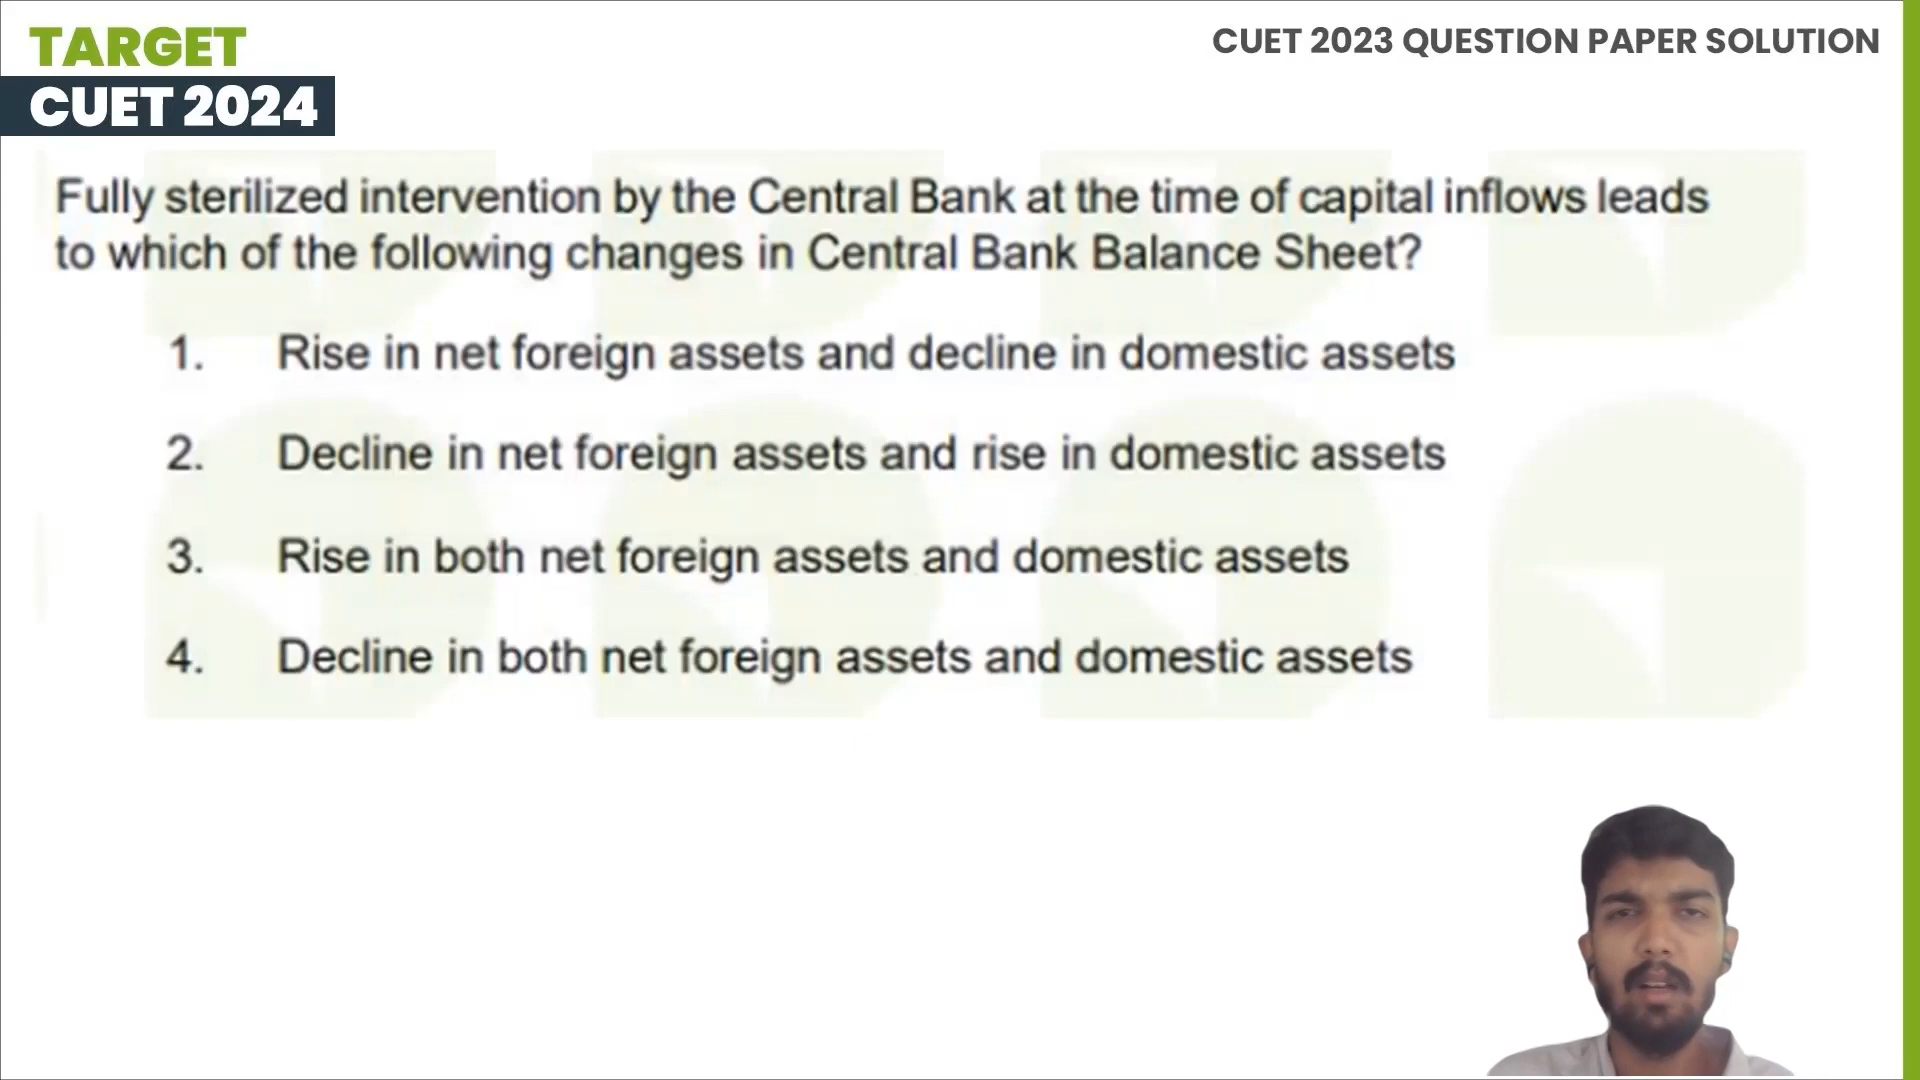 TARGET
CUET 2024
CUET 2023 QUESTION PAPER SOLUTION
Fully sterilized intervention by the Central Bank at the time of capital inflows leads
to which of the following changes in Central Bank Balance Sheet?
1. Rise in net foreign assets and decline in domestic assets
2. Decline in net foreign assets and rise in domestic assets
3. Rise in both net foreign assets and domestic assets
4. Decline in both net foreign assets and domestic assets